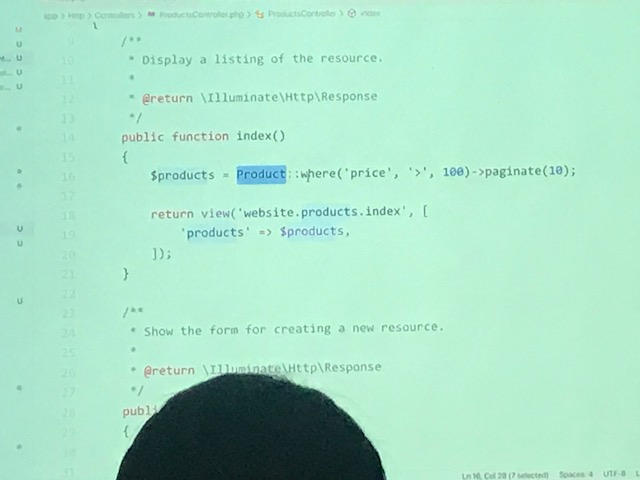 app > Http > Controllers > ProductsController.php > ProductsController > index
M
U
U
U
U
U
U
9 /**
10 * Display a listing of the resource.
11 *
12 * @return \Illuminate\Http\Response
13 */
14 public function index()
15 {
16 $products = Product::where('price', '>', 100)->paginate(10);
17
18 return view('website.products.index', [
19 'products' => $products,
20 ]);
21 }
22
23 /**
24 * Show the form for creating a new resource.
25 *
26 * @return \Illuminate\Http\Response
27 */
28 publi
29 {
30
31
Ln 16, Col 28 (7 selected) Spaces: 4 UTF-8 L